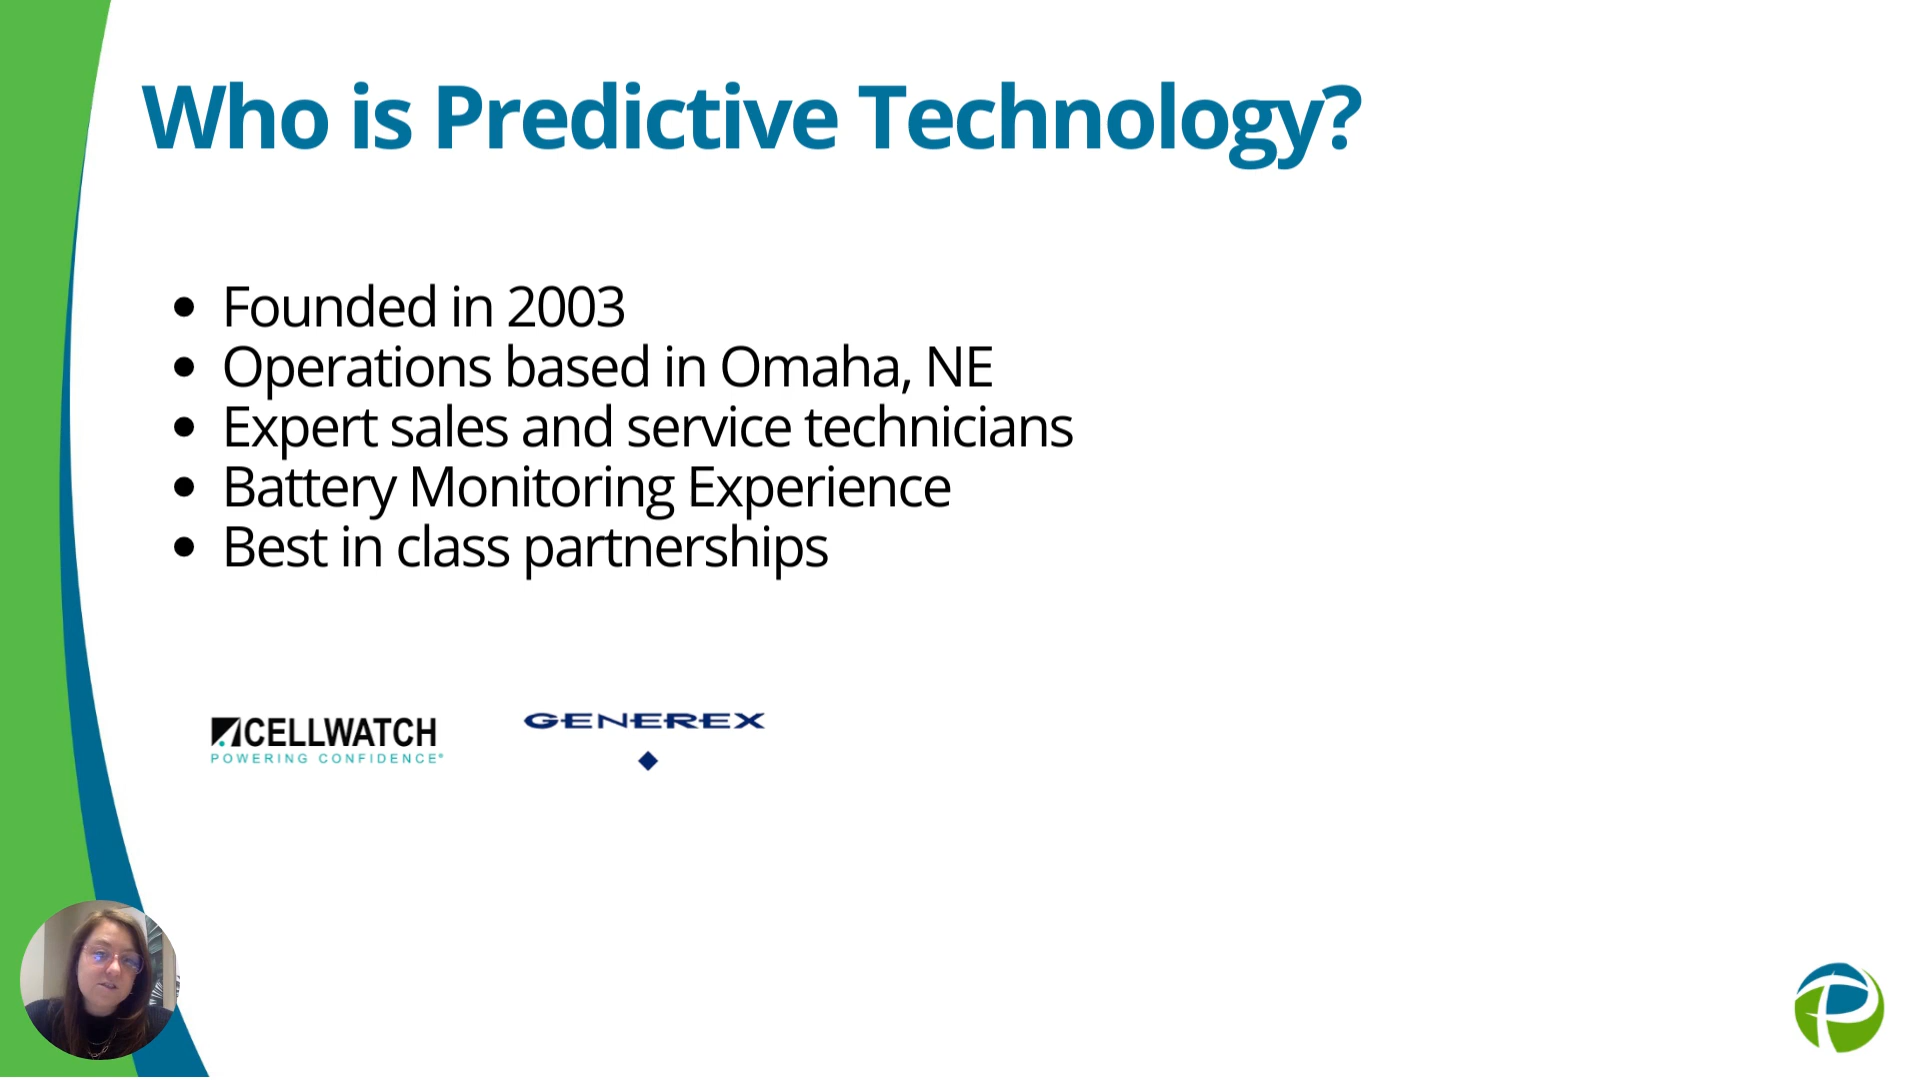 Who is Predictive Technology?
• Founded in 2003
• Operations based in Omaha, NE
• Expert sales and service technicians
• Battery Monitoring Experience
• Best in class partnerships
CELLWATCH
POWERING CONFIDENCE®
GENEREX